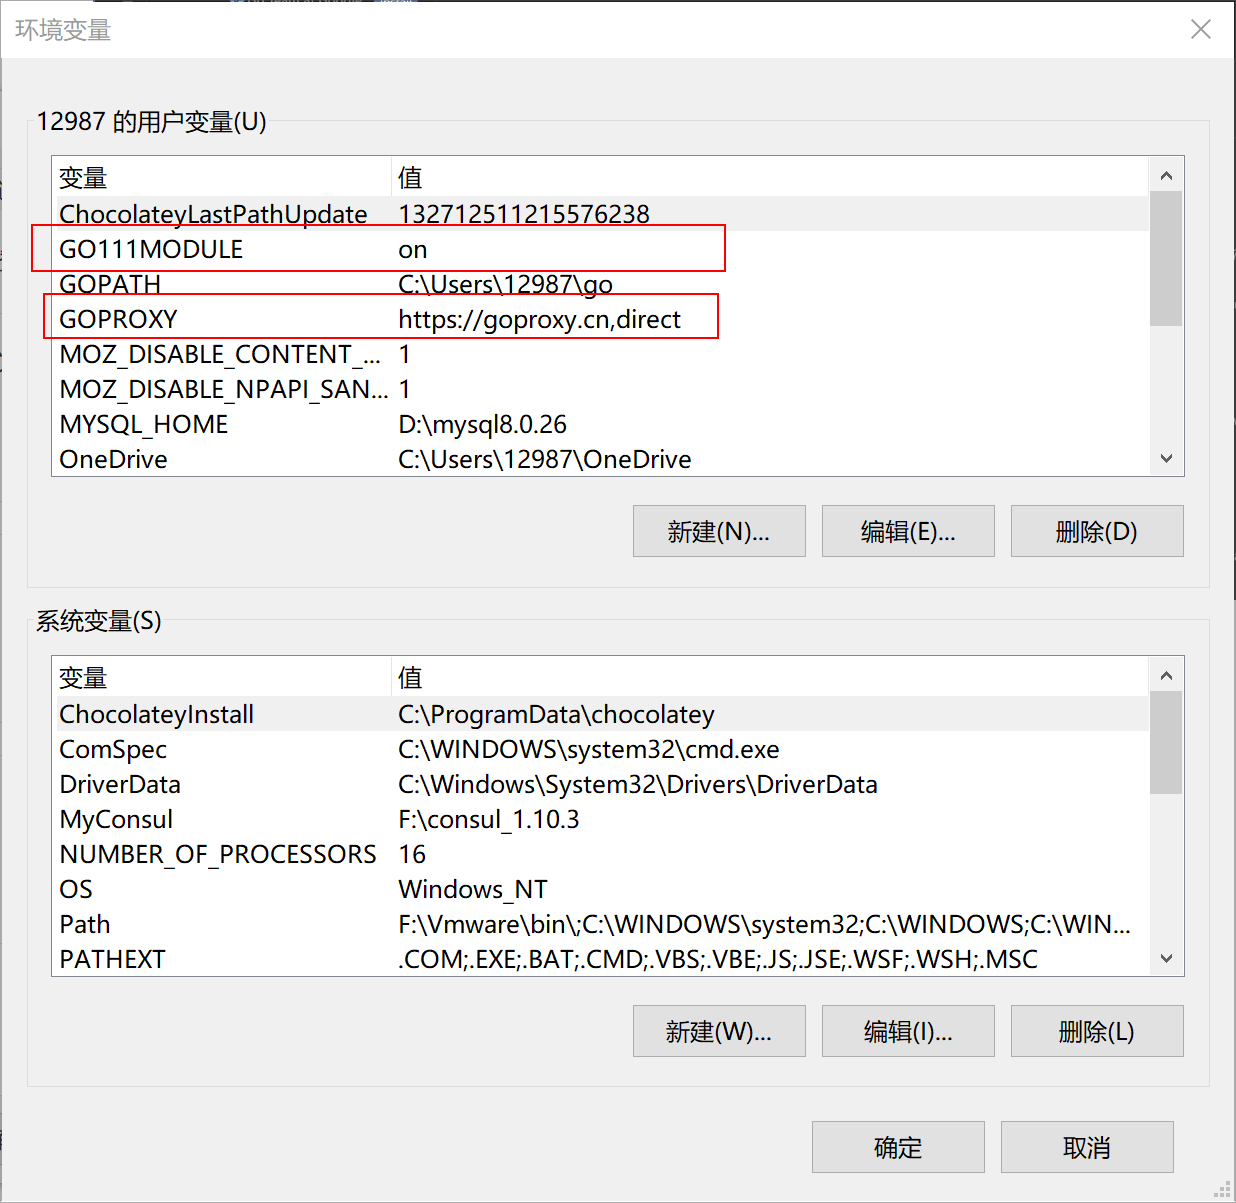 环境变量
12987 的用户变量(U)
变量 值
ChocolateyLastPathUpdate 132712511215576238
GO111MODULE on
GOPATH C:\Users\12987\go
GOPROXY https://goproxy.cn,direct
MOZ_DISABLE_CONTENT_... 1
MOZ_DISABLE_NPAPI_SAN... 1
MYSQL_HOME D:\mysql8.0.26
OneDrive C:\Users\12987\OneDrive
新建(N)... 编辑(E)... 删除(D)
系统变量(S)
变量 值
ChocolateyInstall C:\ProgramData\chocolatey
ComSpec C:\WINDOWS\system32\cmd.exe
DriverData C:\Windows\System32\Drivers\DriverData
MyConsul F:\consul_1.10.3
NUMBER_OF_PROCESSORS 16
OS Windows_NT
Path F:\Vmware\bin\;C:\WINDOWS\system32;C:\WINDOWS;C:\WIN...
PATHEXT .COM;.EXE;.BAT;.CMD;.VBS;.VBE;.JS;.JSE;.WSF;.WSH;.MSC
新建(W)... 编辑(I)... 删除(L)
确定 取消